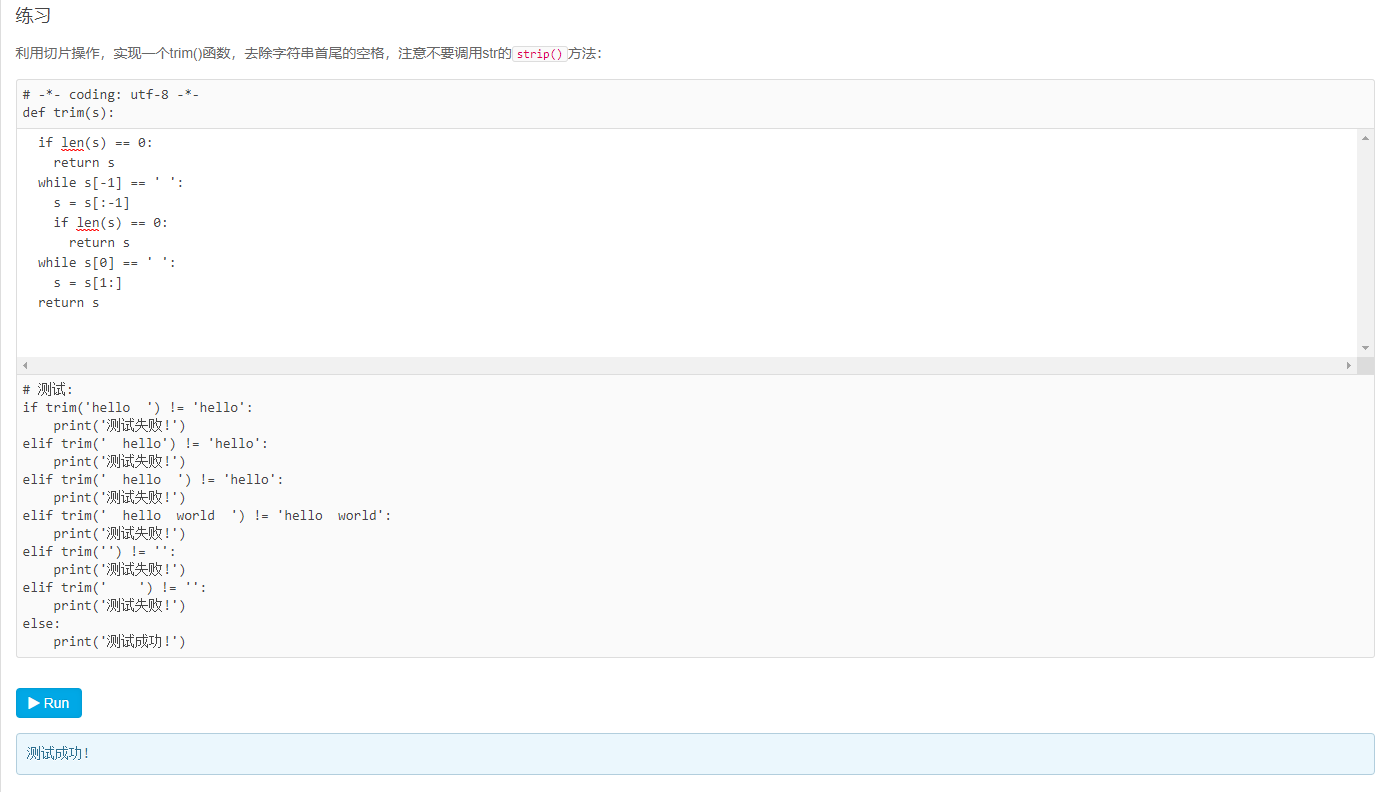 练习
利用切片操作，实现一个trim()函数，去除字符串首尾的空格，注意不要调用str的strip()方法：
# -*- coding: utf-8 -*-
def trim(s):
  if len(s) == 0:
    return s
  while s[-1] == ' ':
    s = s[:-1]
    if len(s) == 0:
      return s
  while s[0] == ' ':
    s = s[1:]
  return s
# 测试:
if trim('hello  ') != 'hello':
    print('测试失败!')
elif trim('  hello') != 'hello':
    print('测试失败!')
elif trim('  hello  ') != 'hello':
    print('测试失败!')
elif trim('  hello  world  ') != 'hello  world':
    print('测试失败!')
elif trim('') != '':
    print('测试失败!')
elif trim('    ') != '':
    print('测试失败!')
else:
    print('测试成功!')
Run
测试成功!